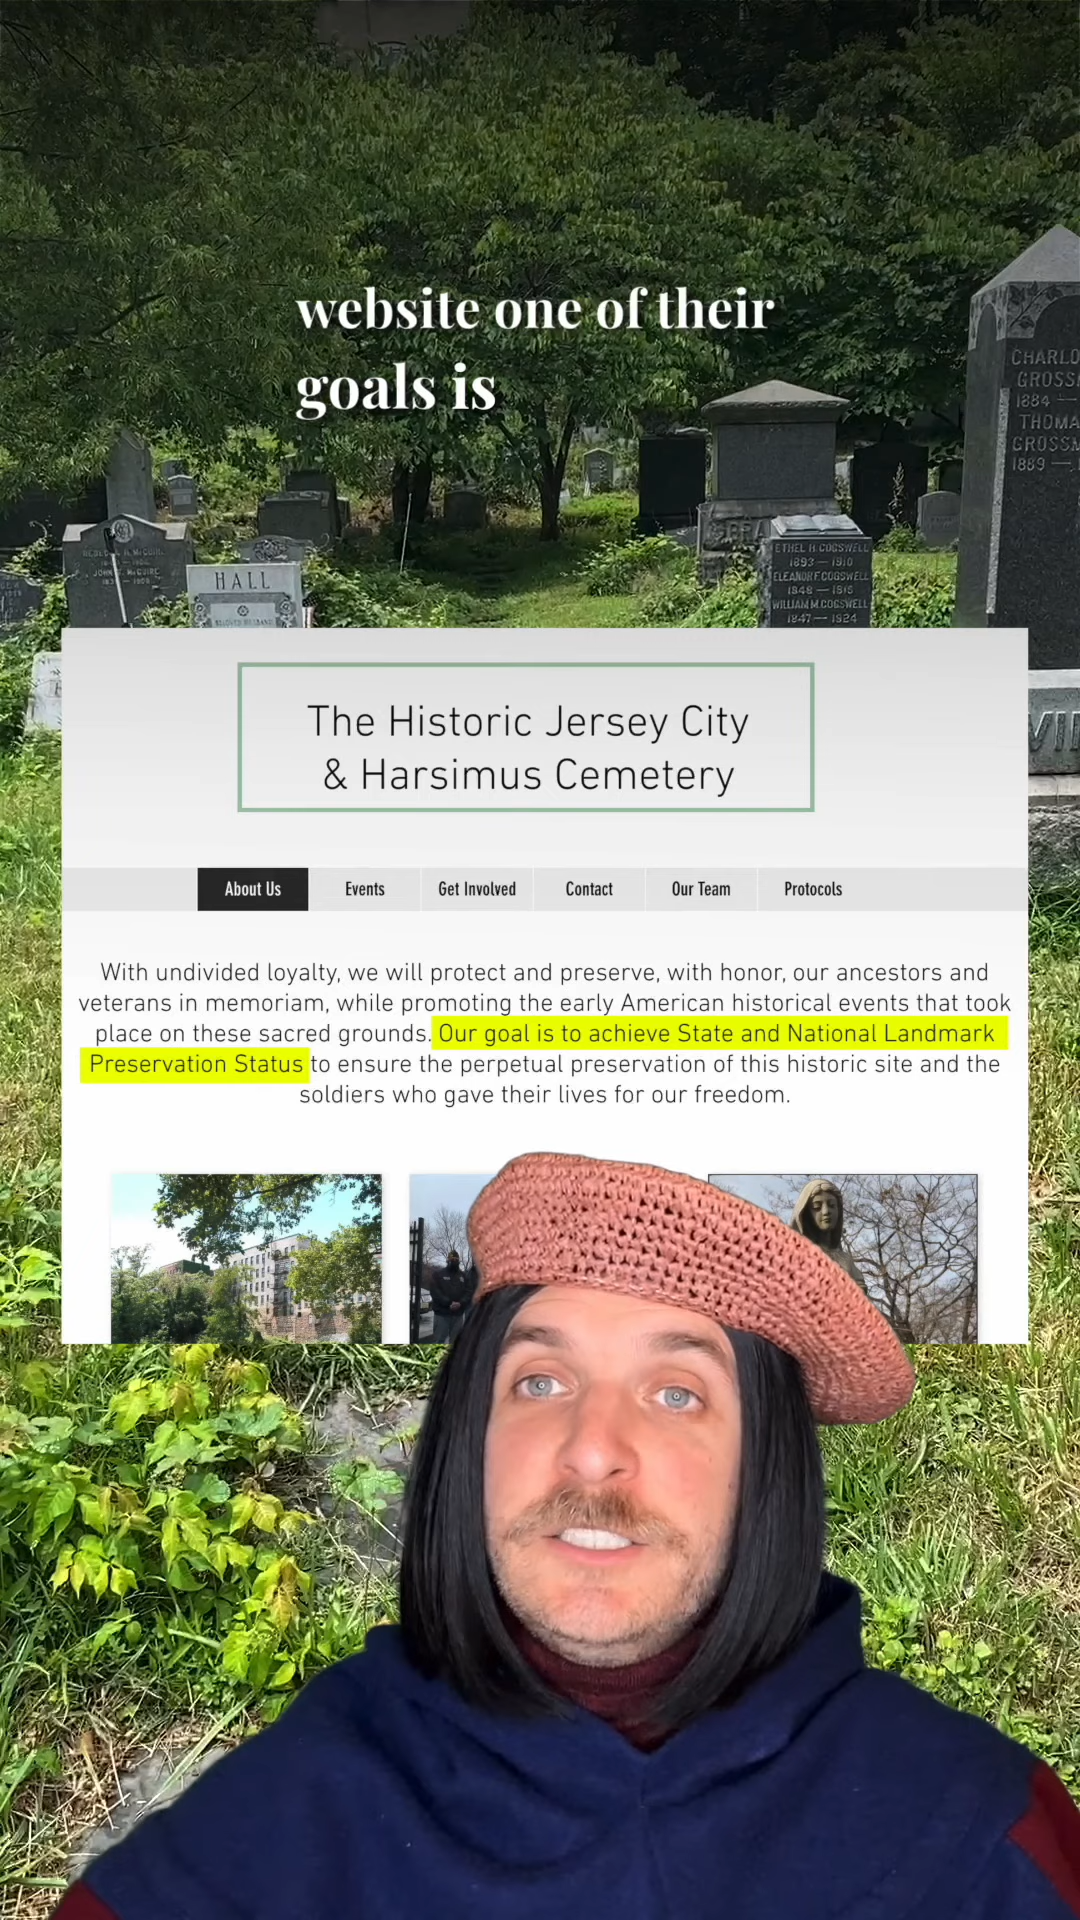 website one of their
goals is
CHARLO
GROSSM
1884 —
THOMA
GROSSM
1889 —
HALL
ETHEL H. COGSWELL
1893 — 1910
ELEANOR F. COGSWELL
1848 — 1915
WILLIAM M. COGSWELL
1847 — 1924
The Historic Jersey City
& Harsimus Cemetery
About Us
Events
Get Involved
Contact
Our Team
Protocols
With undivided loyalty, we will protect and preserve, with honor, our ancestors and
veterans in memoriam, while promoting the early American historical events that took
place on these sacred grounds. Our goal is to achieve State and National Landmark
Preservation Status to ensure the perpetual preservation of this historic site and the
soldiers who gave their lives for our freedom.